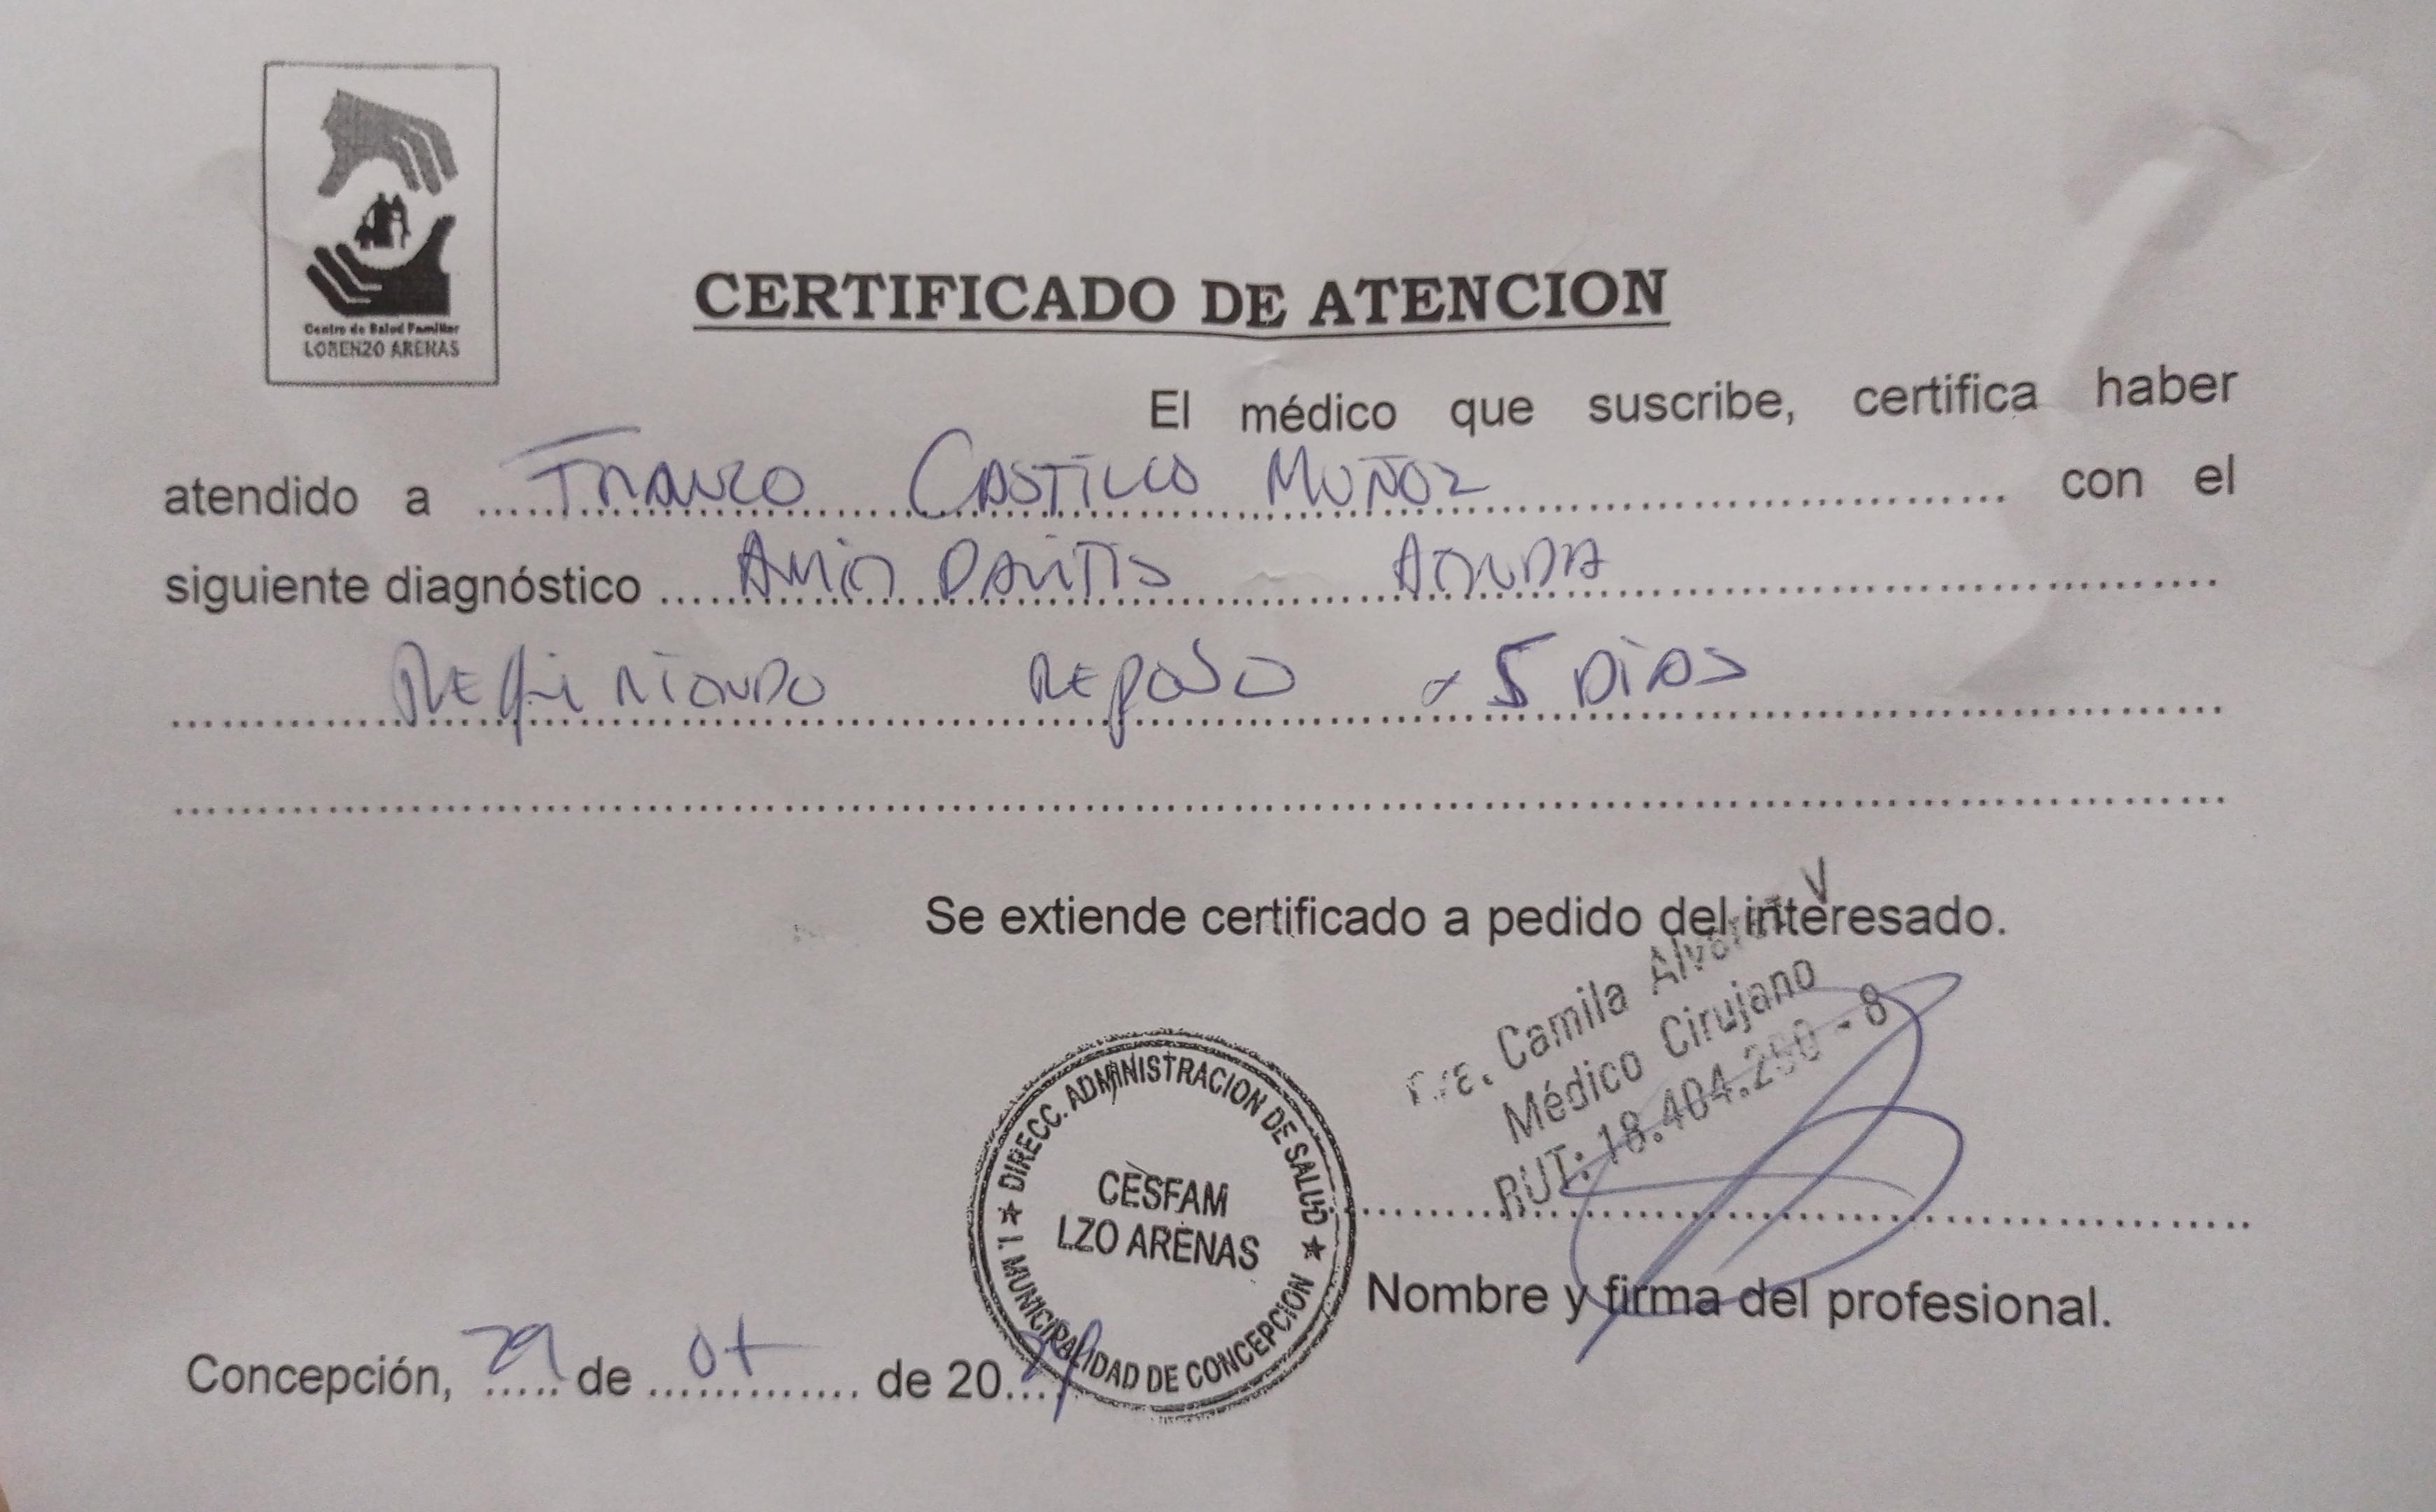 Centro de Salud Familiar
LORENZO ARENAS
CERTIFICADO DE ATENCION
El médico que suscribe, certifica haber
atendido a FRANCO CASTILLO MUÑOZ con el
siguiente diagnóstico AMIGDALITIS AGUDA
REQUIRIENDO REPOSO x 5 DÍAS
Se extiende certificado a pedido del interesado.
Camila Alvarez V
Médico Cirujano
RUT: 18.404.290-8
DIRECC. ADMINISTRACION DE SALUD
CESFAM
LZO ARENAS
I. MUNICIPALIDAD DE CONCEPCION
Nombre y firma del profesional.
Concepción, 29 de 07 de 20